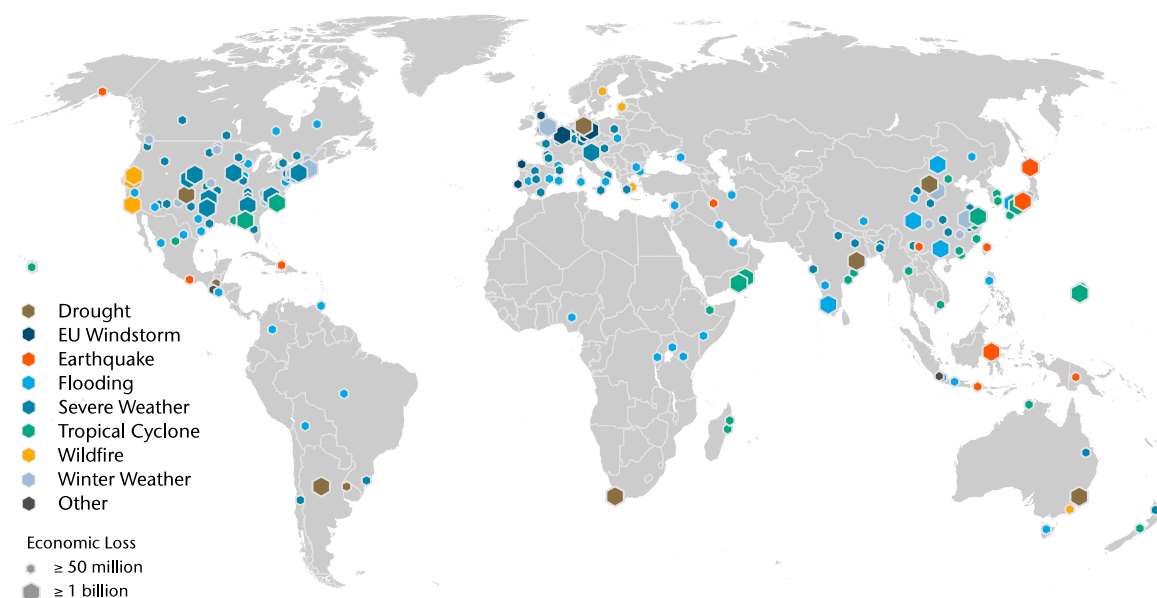 Drought
EU Windstorm
Earthquake
Flooding
Severe Weather
Tropical Cyclone
Wildfire
Winter Weather
Other
Economic Loss
≥ 50 million
≥ 1 billion